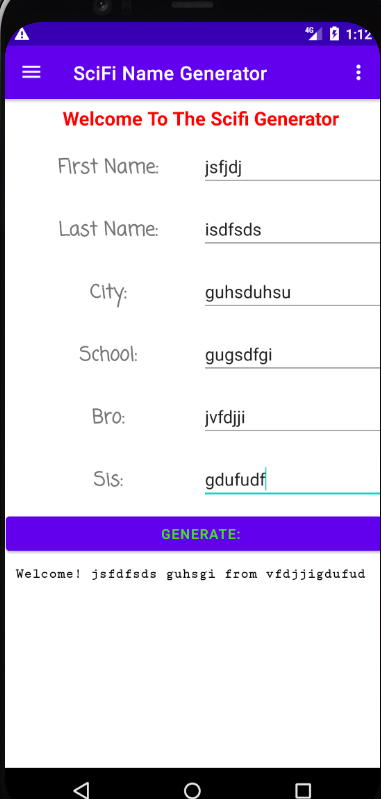 4G 1:12
SciFi Name Generator
Welcome To The Scifi Generator
First Name: jsfjdj
Last Name: isdfsds
City: guhsduhsu
School: gugsdfgi
Bro: jvfdjji
Sis: gdufudf
GENERATE:
Welcome! jsfdfsds guhsgi from vfdjjigdufud